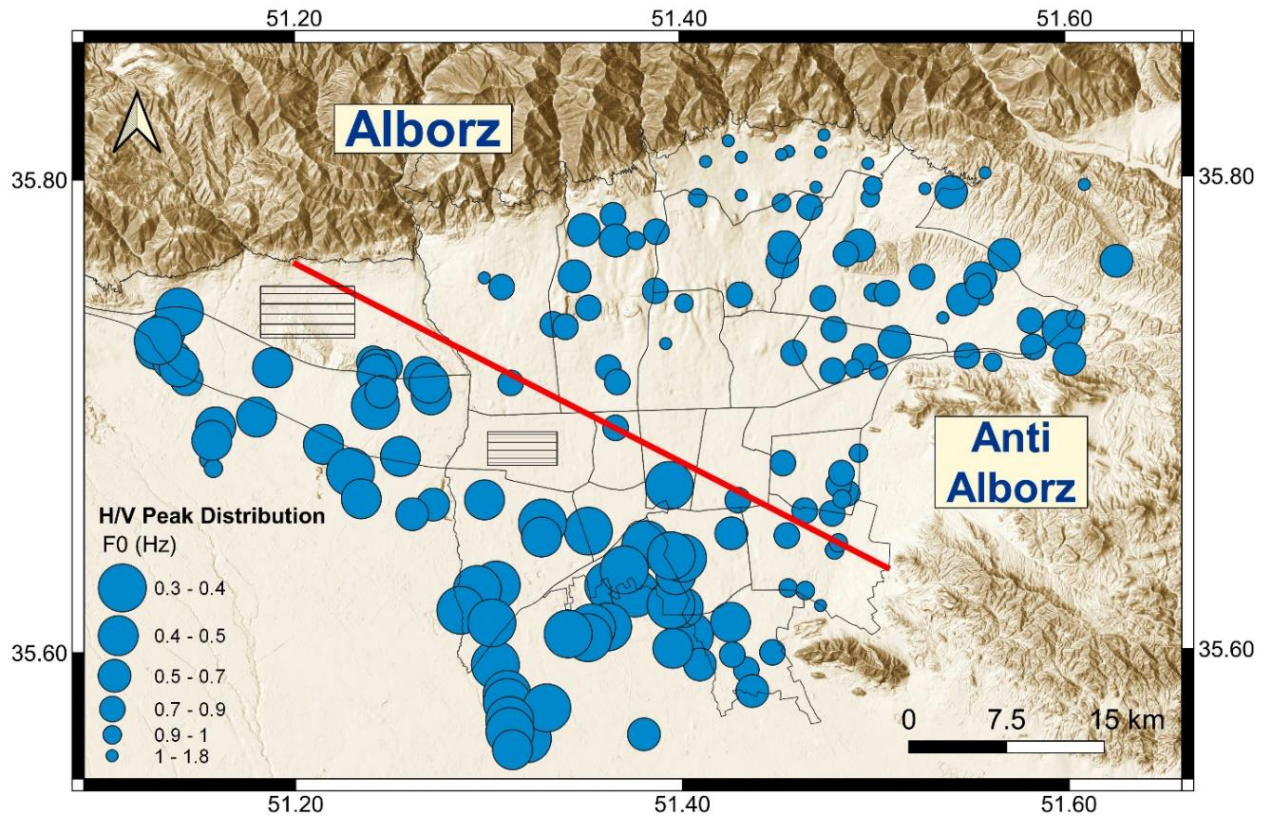 51.20 51.40 51.60
Alborz
35.80 35.80
Anti
Alborz
H/V Peak Distribution
F0 (Hz)
0.3 - 0.4
0.4 - 0.5
0.5 - 0.7
0.7 - 0.9
0.9 - 1
1 - 1.8
35.60 35.60
0 7.5 15 km
51.20 51.40 51.60